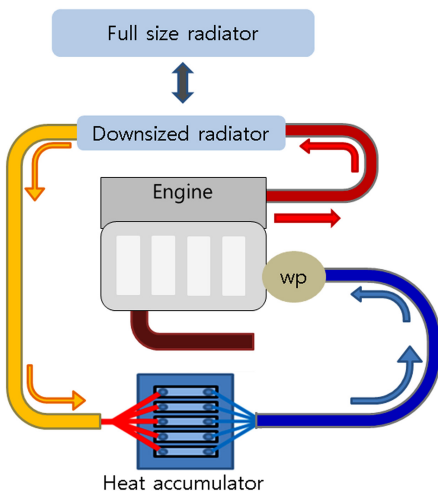 Full size radiator
Downsized radiator
Engine
wp
Heat accumulator